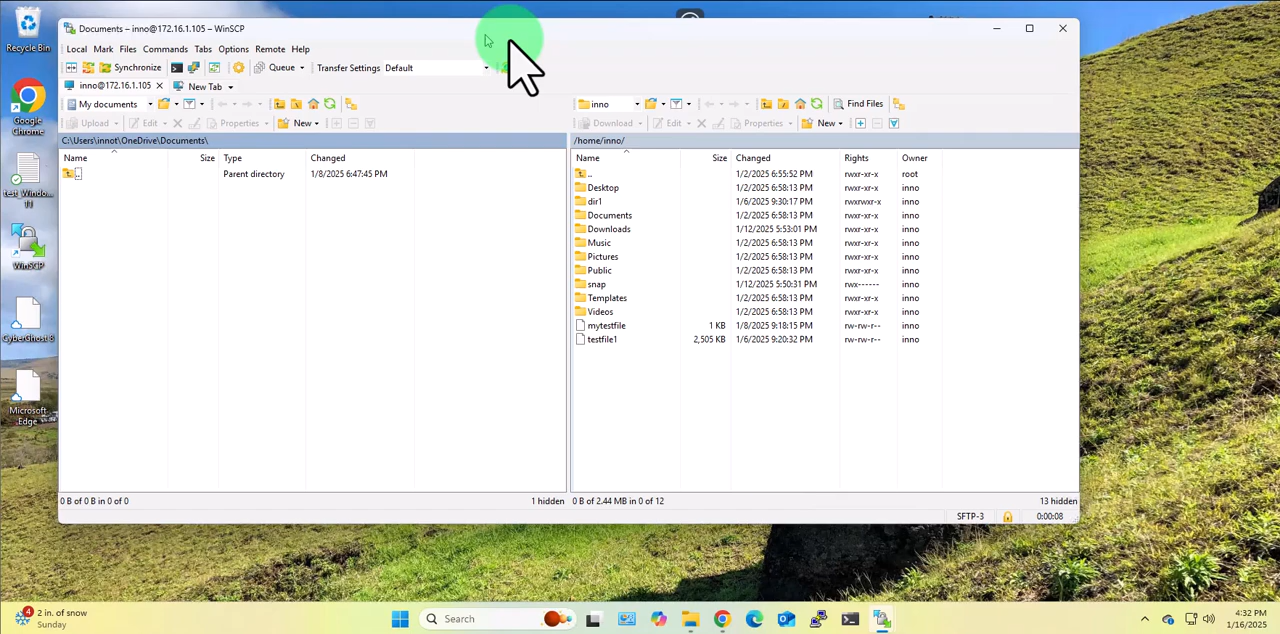 Documents – inno@172.16.1.105 – WinSCP
Local Mark Files Commands Tabs Options Remote Help
Synchronize Queue Transfer Settings Default
inno@172.16.1.105 New Tab
My documents
Upload Edit Properties New
C:\Users\innot\OneDrive\Documents\
Name Size Type Changed
.. Parent directory 1/8/2025 6:47:45 PM
0 B of 0 B in 0 of 0 1 hidden
inno Find Files
Download Edit Properties New
/home/inno/
Name Size Changed Rights Owner
.. 1/2/2025 6:55:52 PM rwxr-xr-x root
Desktop 1/2/2025 6:58:13 PM rwxr-xr-x inno
dir1 1/6/2025 9:30:17 PM rwxrwxr-x inno
Documents 1/2/2025 6:58:13 PM rwxr-xr-x inno
Downloads 1/12/2025 5:53:01 PM rwxr-xr-x inno
Music 1/2/2025 6:58:13 PM rwxr-xr-x inno
Pictures 1/2/2025 6:58:13 PM rwxr-xr-x inno
Public 1/2/2025 6:58:13 PM rwxr-xr-x inno
snap 1/12/2025 5:50:31 PM rwx------ inno
Templates 1/2/2025 6:58:13 PM rwxr-xr-x inno
Videos 1/2/2025 6:58:13 PM rwxr-xr-x inno
mytestfile 1 KB 1/8/2025 9:18:15 PM rw-rw-r-- inno
testfile1 2,505 KB 1/6/2025 9:20:32 PM rw-rw-r-- inno
0 B of 2.44 MB in 0 of 12 13 hidden
SFTP-3 0:00:08
Recycle Bin
Google
Chrome
test_Windo...
11
WinSCP
CyberGhost 8
Microsoft
Edge
4
2 in. of snow
Sunday
Search
4:32 PM
1/16/2025